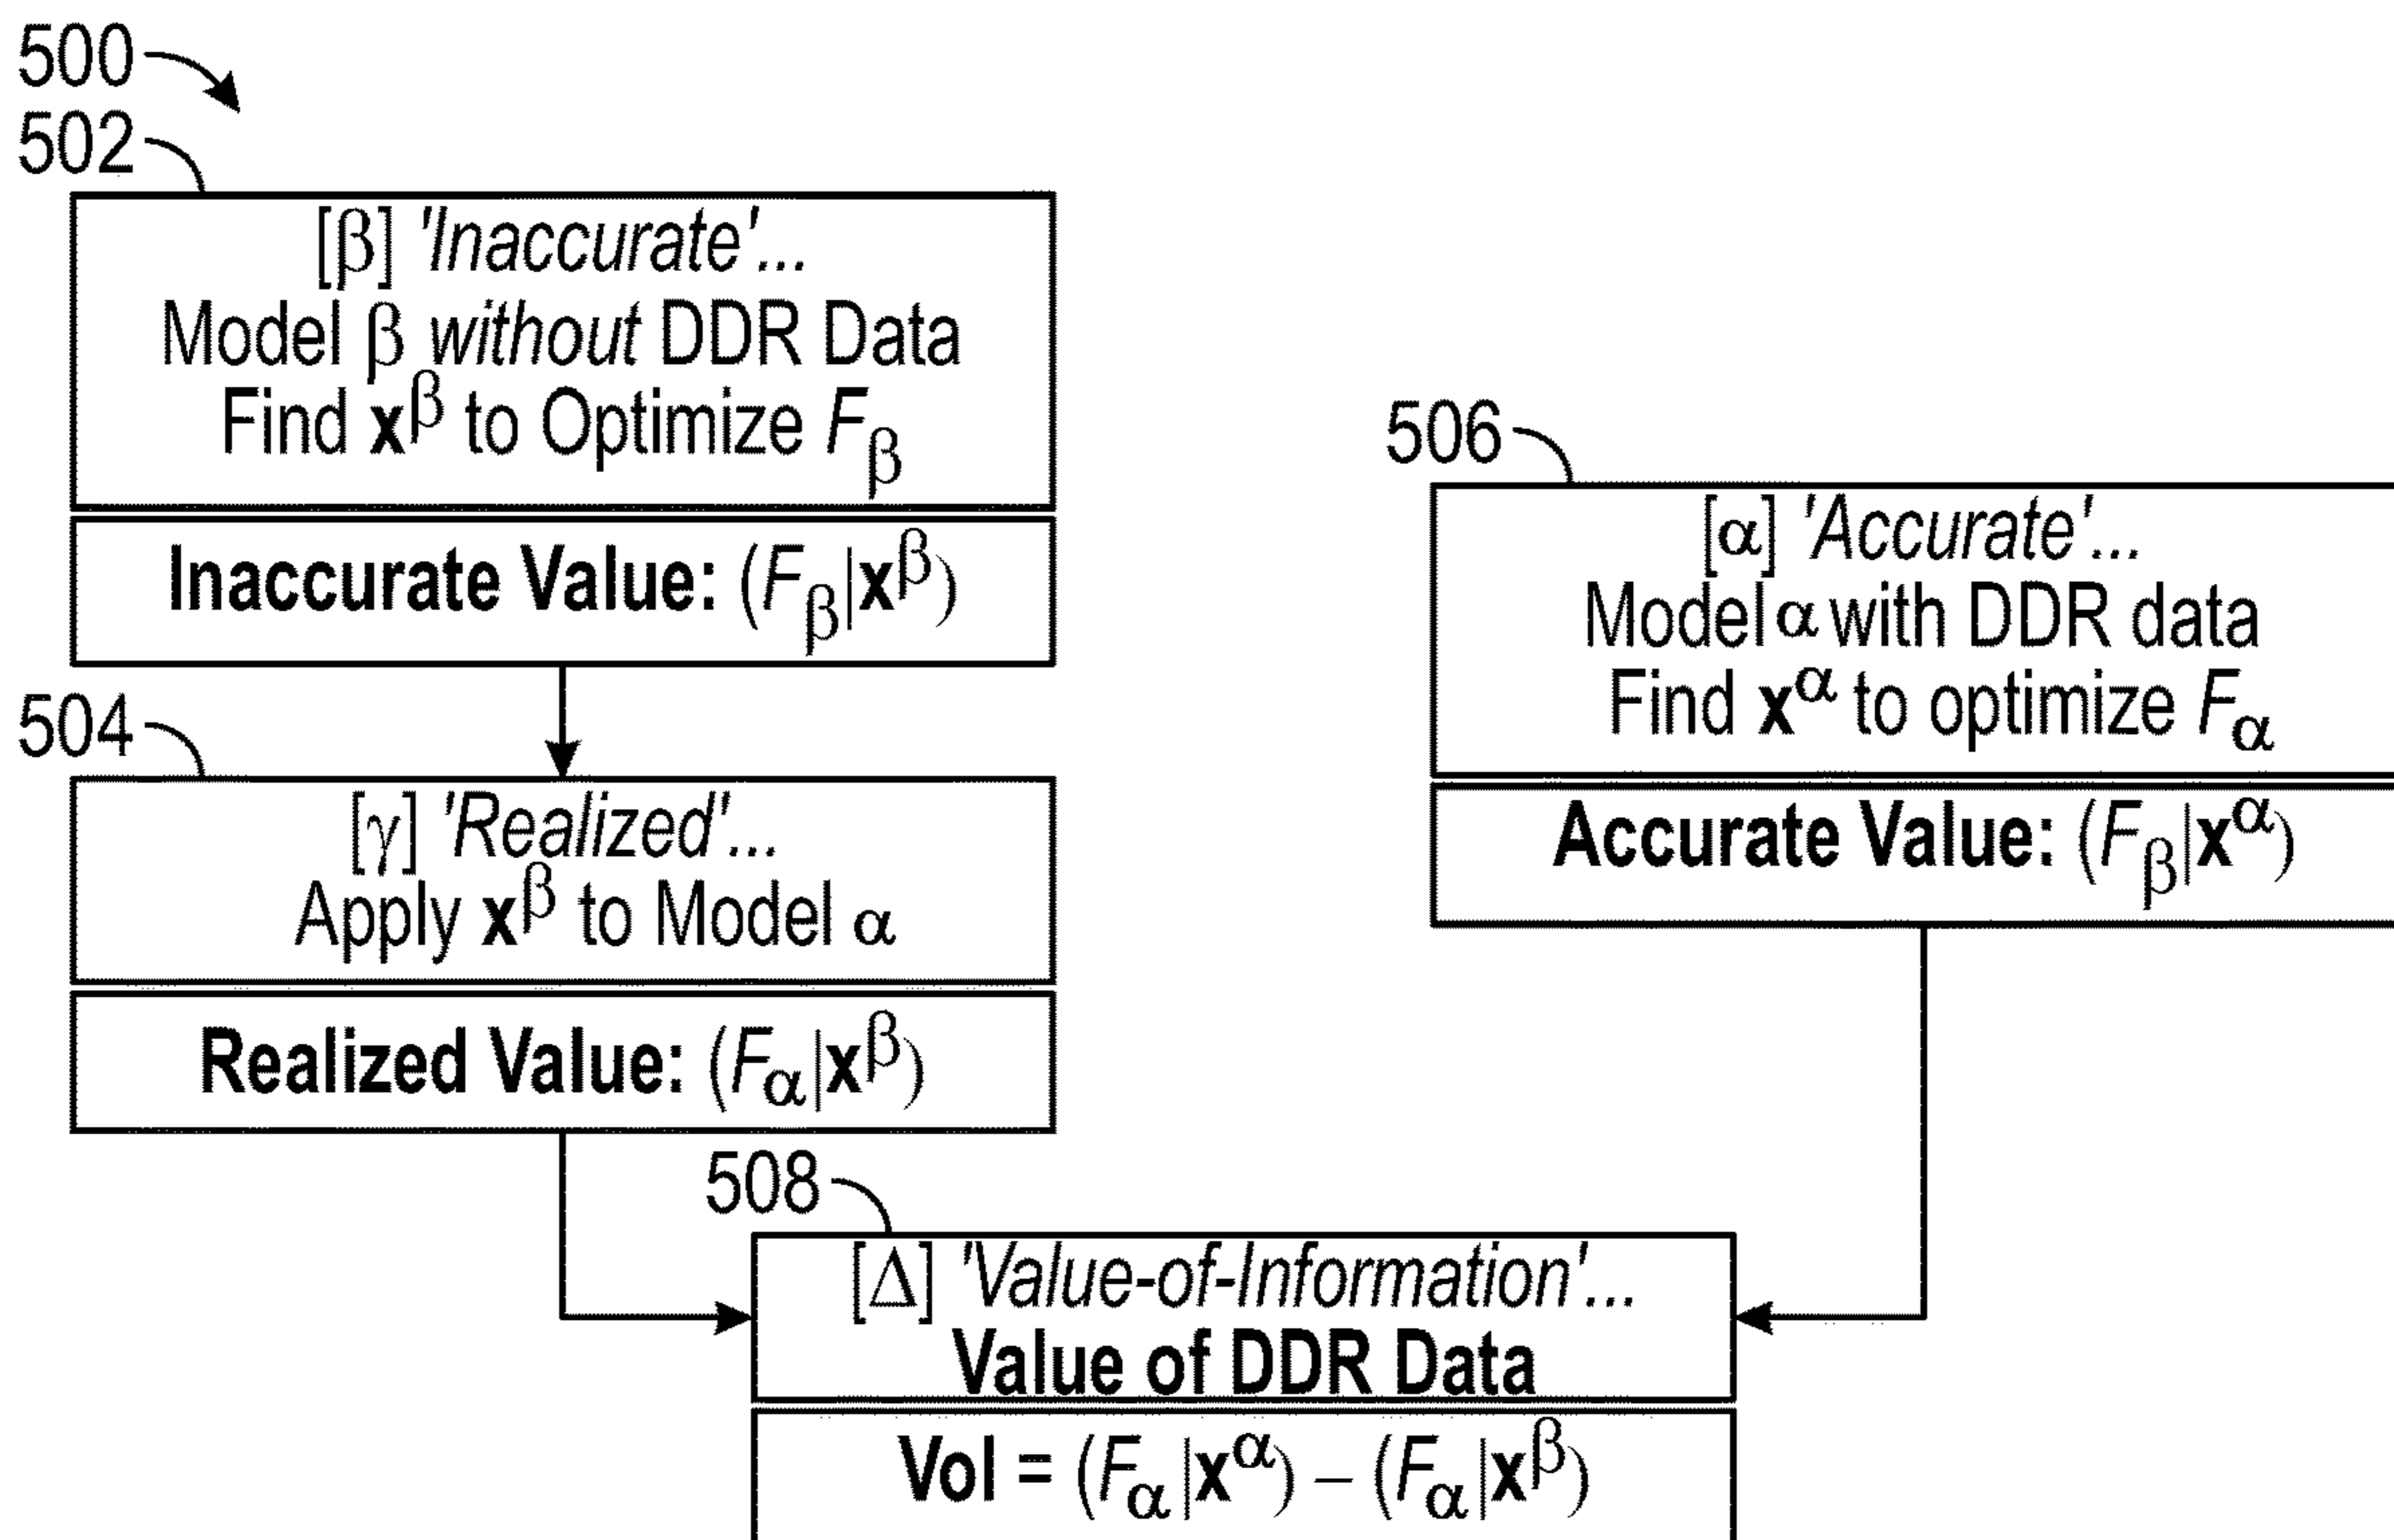 500
502
[β] 'Inaccurate'...
Model β without DDR Data
Find x^β to Optimize F_β
Inaccurate Value: (F_β|x^β)
504
[γ] 'Realized'...
Apply x^β to Model α
Realized Value: (F_α|x^β)
506
[α] 'Accurate'...
Model α with DDR data
Find x^α to optimize F_α
Accurate Value: (F_β|x^α)
508
[Δ] 'Value-of-Information'...
Value of DDR Data
VoI = (F_α|x^α) – (F_α|x^β)